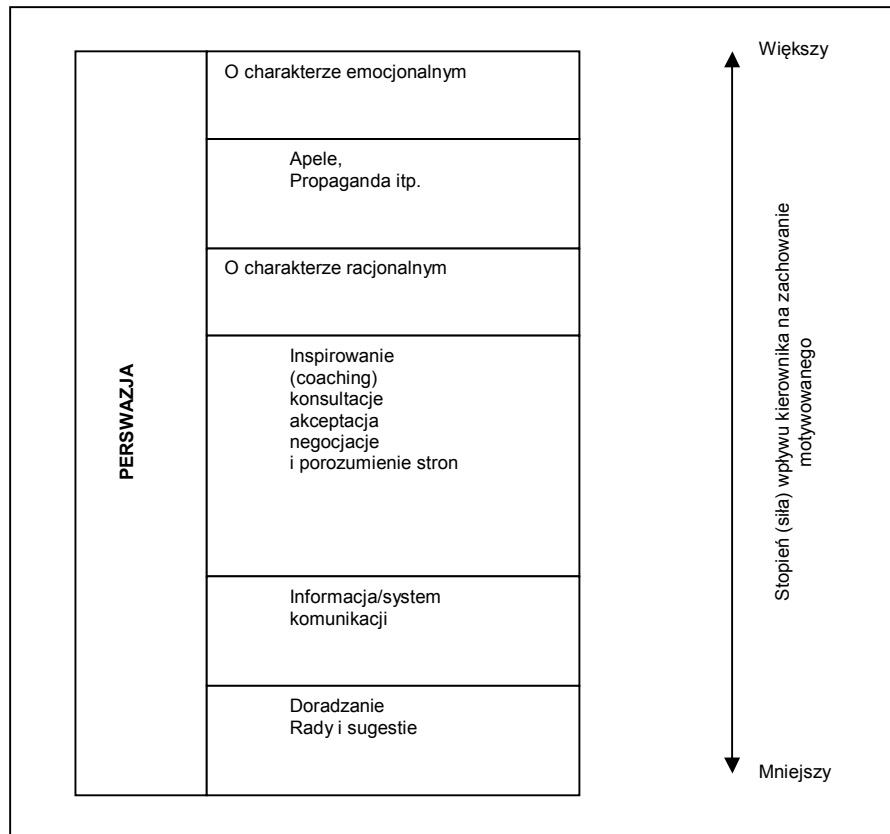 PERSWAZJA
O charakterze emocjonalnym
Apele,
Propaganda itp.
O charakterze racjonalnym
Inspirowanie
(coaching)
konsultacje
akceptacja
negocjacje
i porozumienie stron
Informacja/system
komunikacji
Doradzanie
Rady i sugestie
Większy
Stopień (siła) wpływu kierownika na zachowanie
motywowanego
Mniejszy